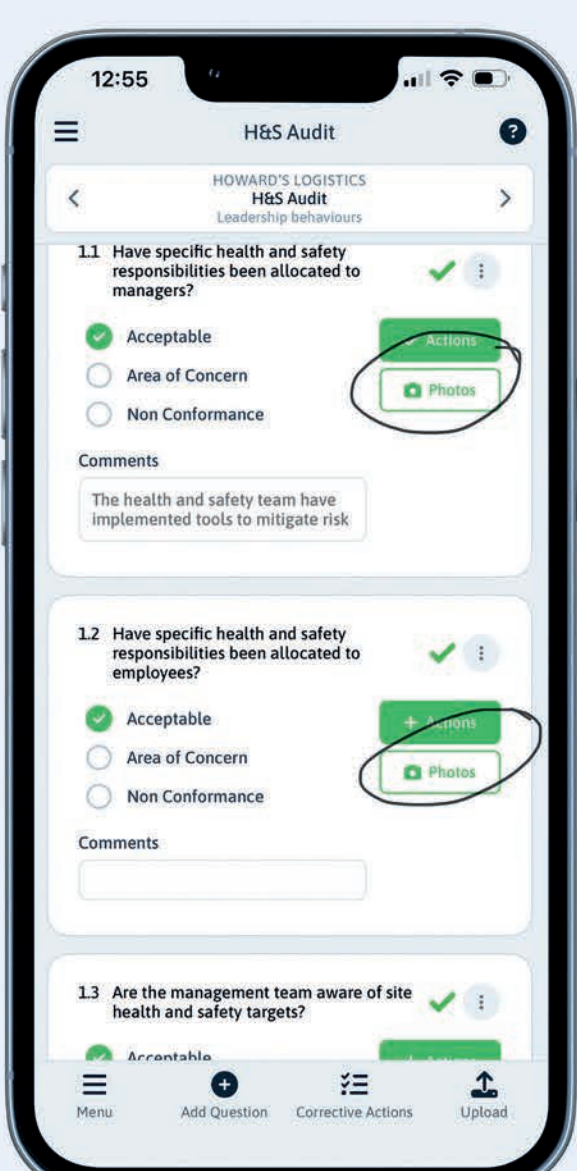 12:55
H&S Audit
?
HOWARD'S LOGISTICS
H&S Audit
Leadership behaviours
1.1 Have specific health and safety
responsibilities been allocated to
managers?
Acceptable
Actions
Area of Concern
Photos
Non Conformance
Comments
The health and safety team have
implemented tools to mitigate risk
1.2 Have specific health and safety
responsibilities been allocated to
employees?
Acceptable
+ Actions
Area of Concern
Photos
Non Conformance
Comments
1.3 Are the management team aware of site
health and safety targets?
Acceptable
+ Actions
Menu
Add Question
Corrective Actions
Upload